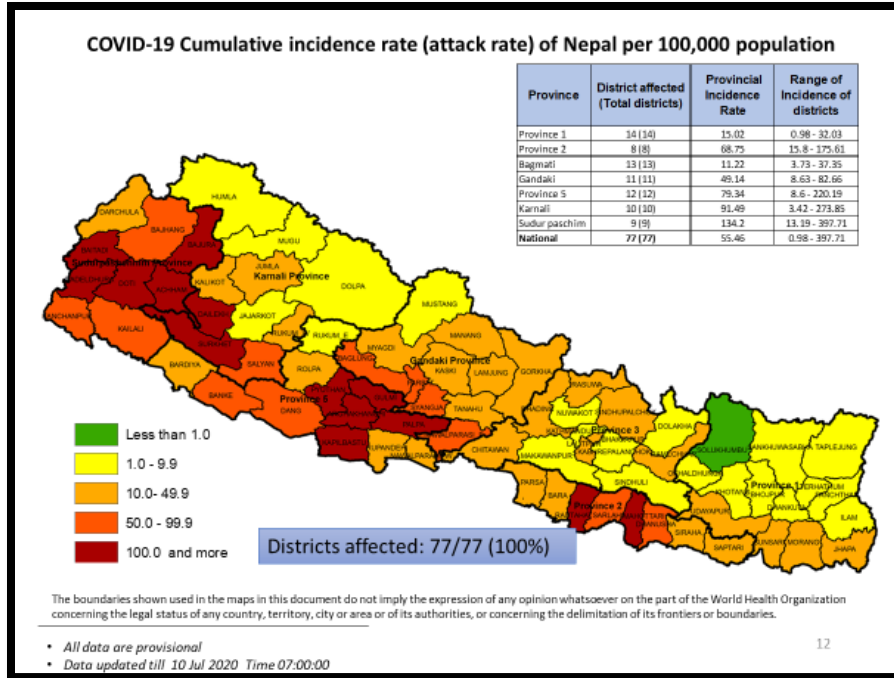 COVID-19 Cumulative incidence rate (attack rate) of Nepal per 100,000 population
Province District affected (Total districts) Provincial Incidence Rate Range of Incidence of districts
Province 1 14 (14) 15.02 0.98 - 32.03
Province 2 8 (8) 68.75 15.8 - 175.61
Bagmati 13 (13) 11.22 3.73 - 37.35
Gandaki 11 (11) 49.14 8.63 - 82.66
Province 5 12 (12) 79.34 8.6 - 220.19
Karnali 10 (10) 91.49 3.42 - 273.85
Sudur paschim 9 (9) 134.2 13.19 - 397.71
National 77 (77) 55.46 0.98 - 397.71
HUMLA
DARCHULA
BAJHANG
BAJURA
MUGU
BAITADI
JUMLA
Karnali Province
KALIKOT
DOTI
ACHHAM
DOLPA
MUSTANG
KAILALI
JAJARKOT
RUKUM_E
MANANG
MYAGDI
Gandaki Province
SALYAN
BAGLUNG
KASKI
LAMJUNG
GORKHA
BARDIYA
ROLPA
BANKE
DANG
Province 5
GULMI
SYANGJA
TANAHU
RASUWA
PALPA
NUWAKOT
DOLAKHA
Province 3
CHITAWAN
MAKAWANPUR
SINDHULI
TAPLEJUNG
KHOTANG
BHOJPUR
Province 1
DHANKUTA
ILAM
PARSA
BARA
Province 2
SARLAHI
DHANUSHA
SIRAHA
UDAYAPUR
SAPTARI
SUNSARI
MORANG
JHAPA
Less than 1.0
1.0 - 9.9
10.0- 49.9
50.0 - 99.9
100.0 and more
Districts affected: 77/77 (100%)
The boundaries shown used in the maps in this document do not imply the expression of any opinion whatsoever on the part of the World Health Organization
concerning the legal status of any country, territory, city or area or of its authorities, or concerning the delimitation of its frontiers or boundaries.
12
• All data are provisional
• Data updated till 10 Jul 2020 Time 07:00:00